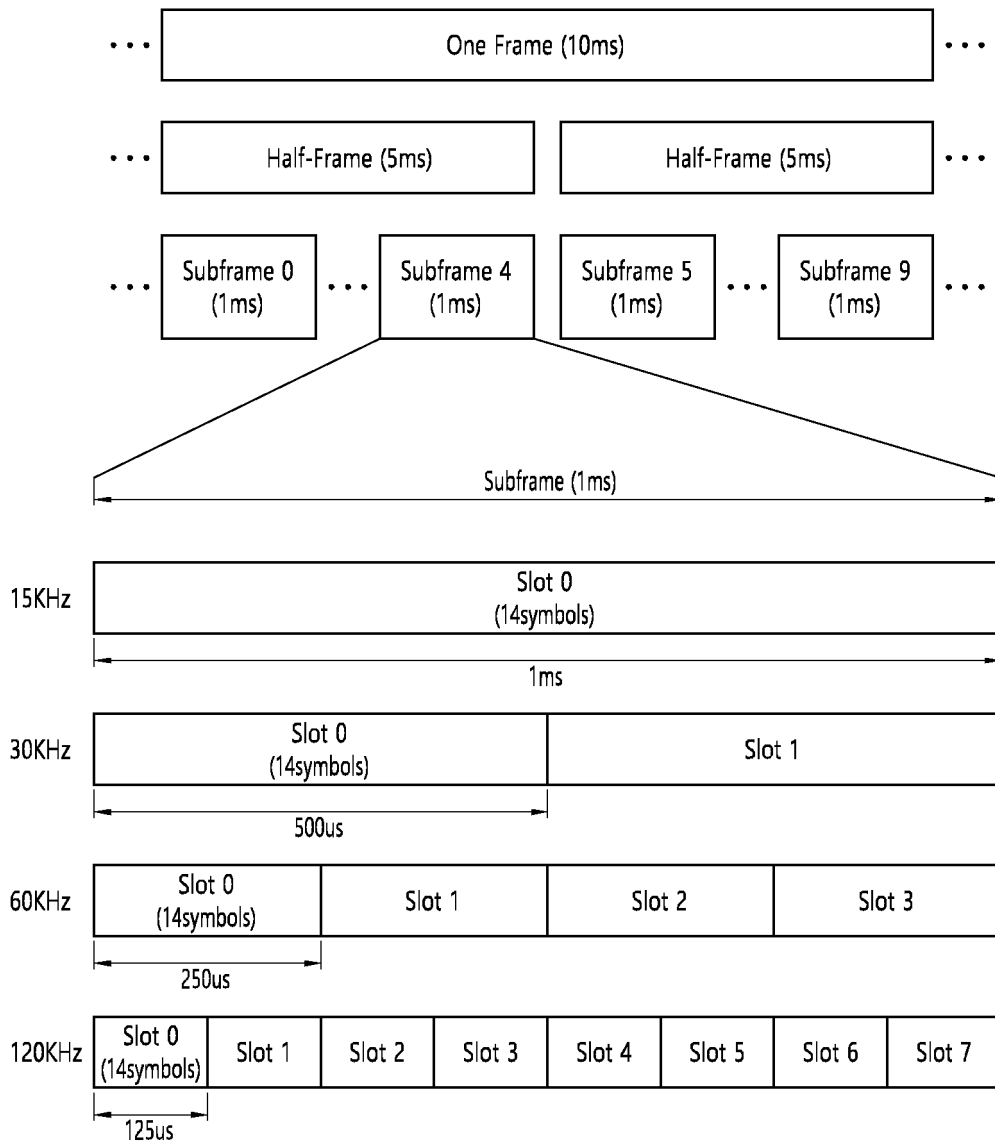 ... One Frame (10ms) ...
... Half-Frame (5ms) Half-Frame (5ms) ...
... Subframe 0 ... Subframe 4 Subframe 5 ... Subframe 9 ...
(1ms) (1ms) (1ms) (1ms)
Subframe (1ms)
15KHz Slot 0
(14symbols)
1ms
30KHz Slot 0 Slot 1
(14symbols)
500us
60KHz Slot 0 Slot 1 Slot 2 Slot 3
(14symbols)
250us
120KHz Slot 0 Slot 1 Slot 2 Slot 3 Slot 4 Slot 5 Slot 6 Slot 7
(14symbols)
125us